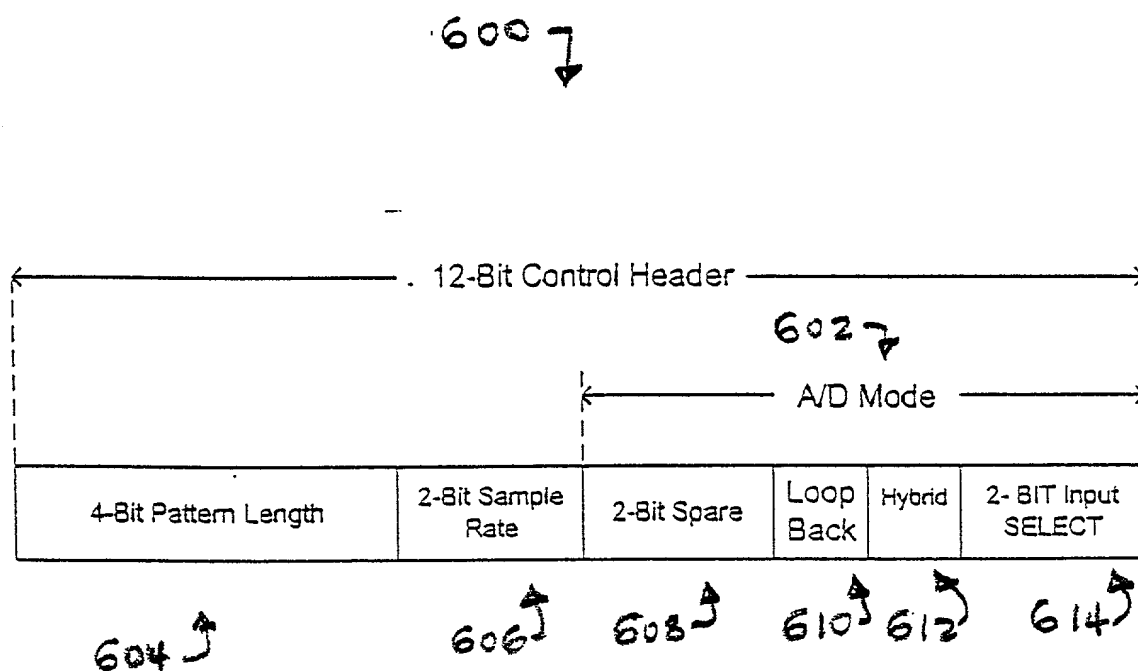 600
12-Bit Control Header
602
A/D Mode
4-Bit Pattern Length
2-Bit Sample
Rate
2-Bit Spare
Loop
Back
Hybrid
2- BIT Input
SELECT
604
606
608
610
612
614